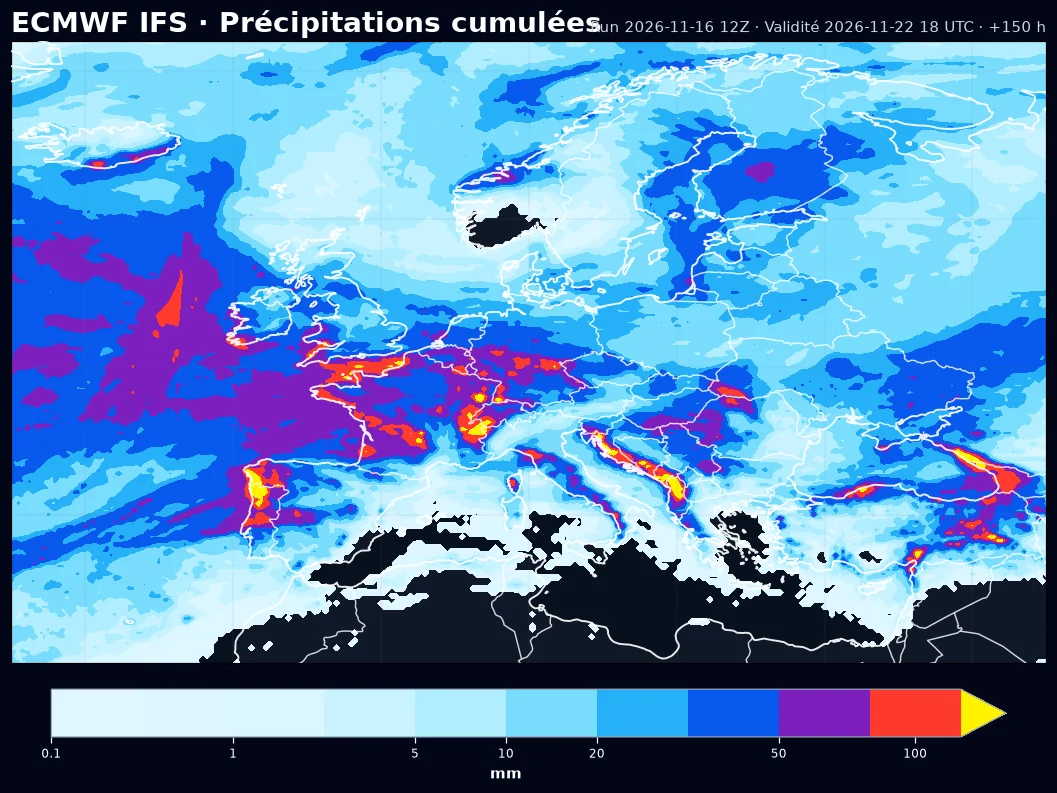 ECMWF IFS · Précipitations cumulées
Run 2026-11-16 12Z · Validité 2026-11-22 18 UTC · +150 h
0.1 1 5 10 20 50 100
mm